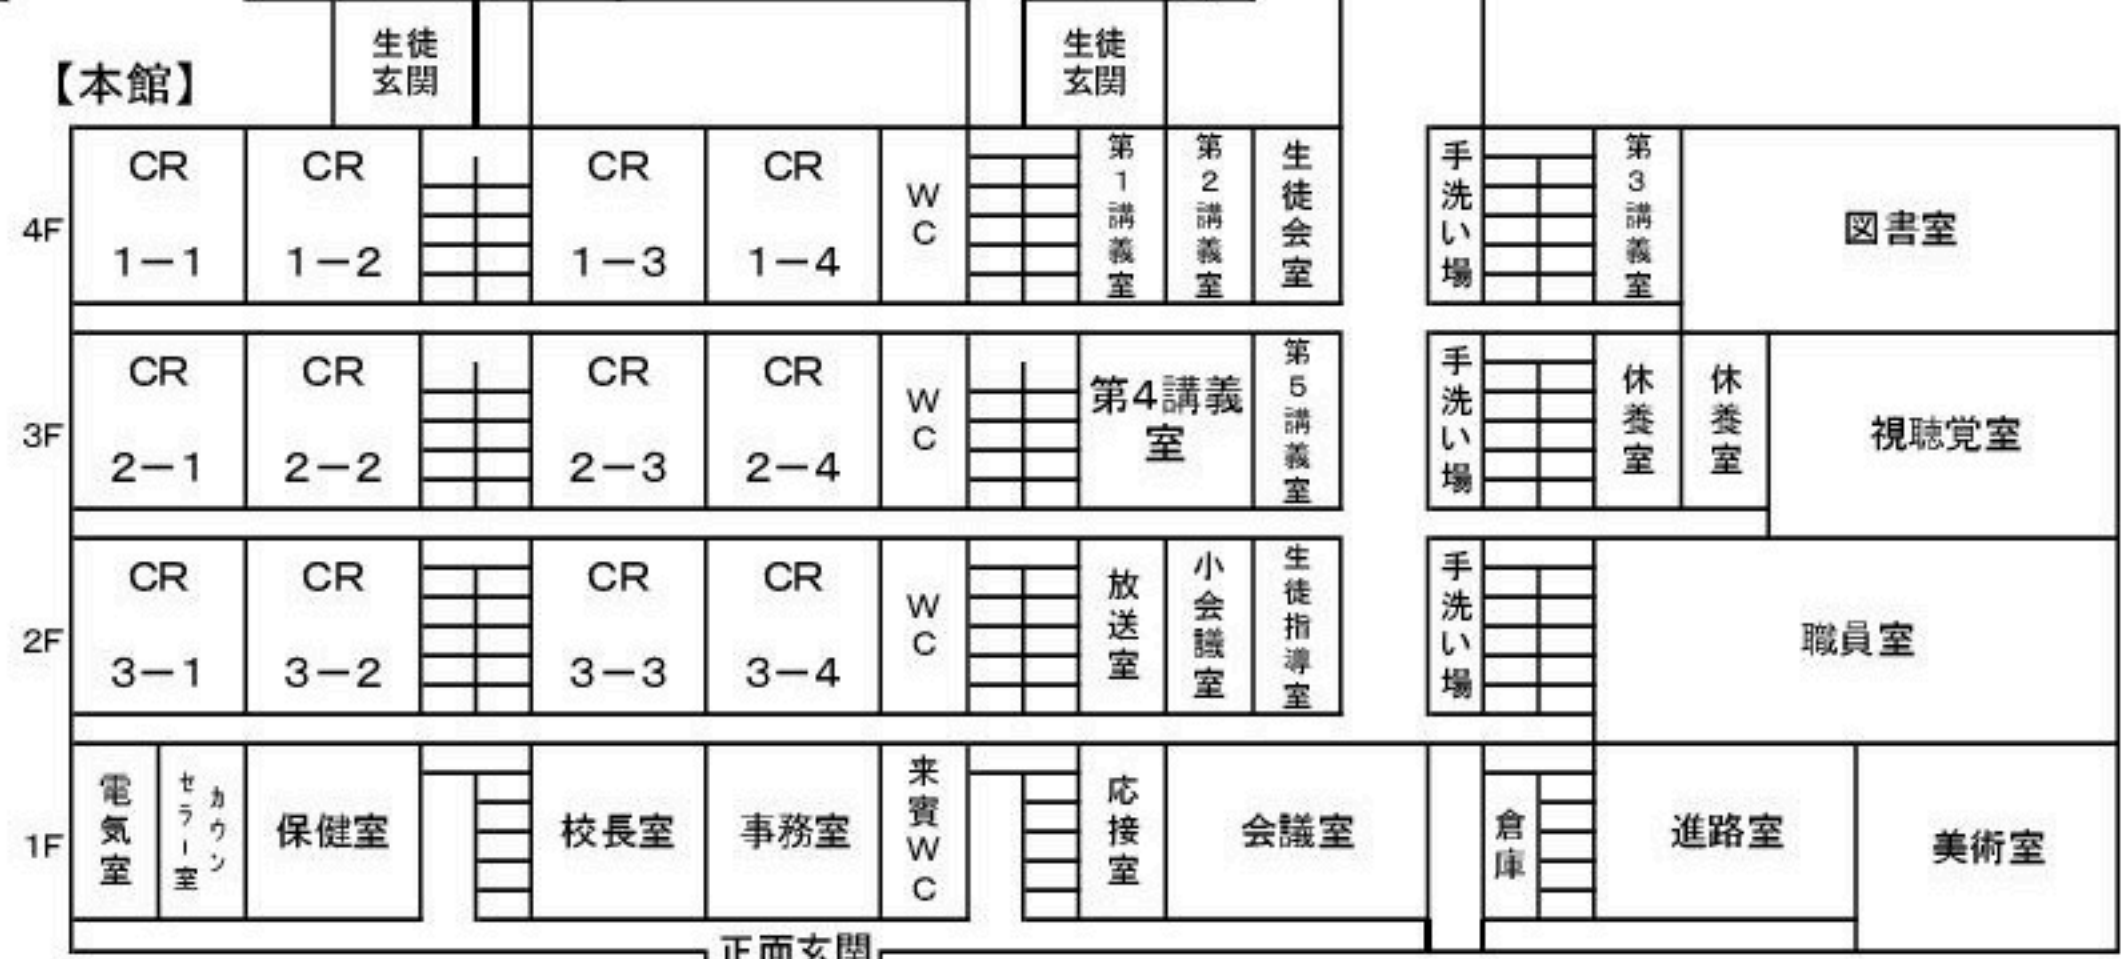 生徒
玄関
生徒
玄関
【本館】
4F
CR
1－1
CR
1－2
CR
1－3
CR
1－4
WC
第1講義室
第2講義室
生徒会室
手洗い場
第3講義室
図書室
3F
CR
2－1
CR
2－2
CR
2－3
CR
2－4
WC
第4講義
室
第5講義室
手洗い場
休養室
休養室
視聴覚室
2F
CR
3－1
CR
3－2
CR
3－3
CR
3－4
WC
放送室
小会議室
生徒指導室
手洗い場
職員室
1F
電気室
カウン
セラー室
保健室
校長室
事務室
来賓WC
応接室
会議室
倉庫
進路室
美術室
正面玄関